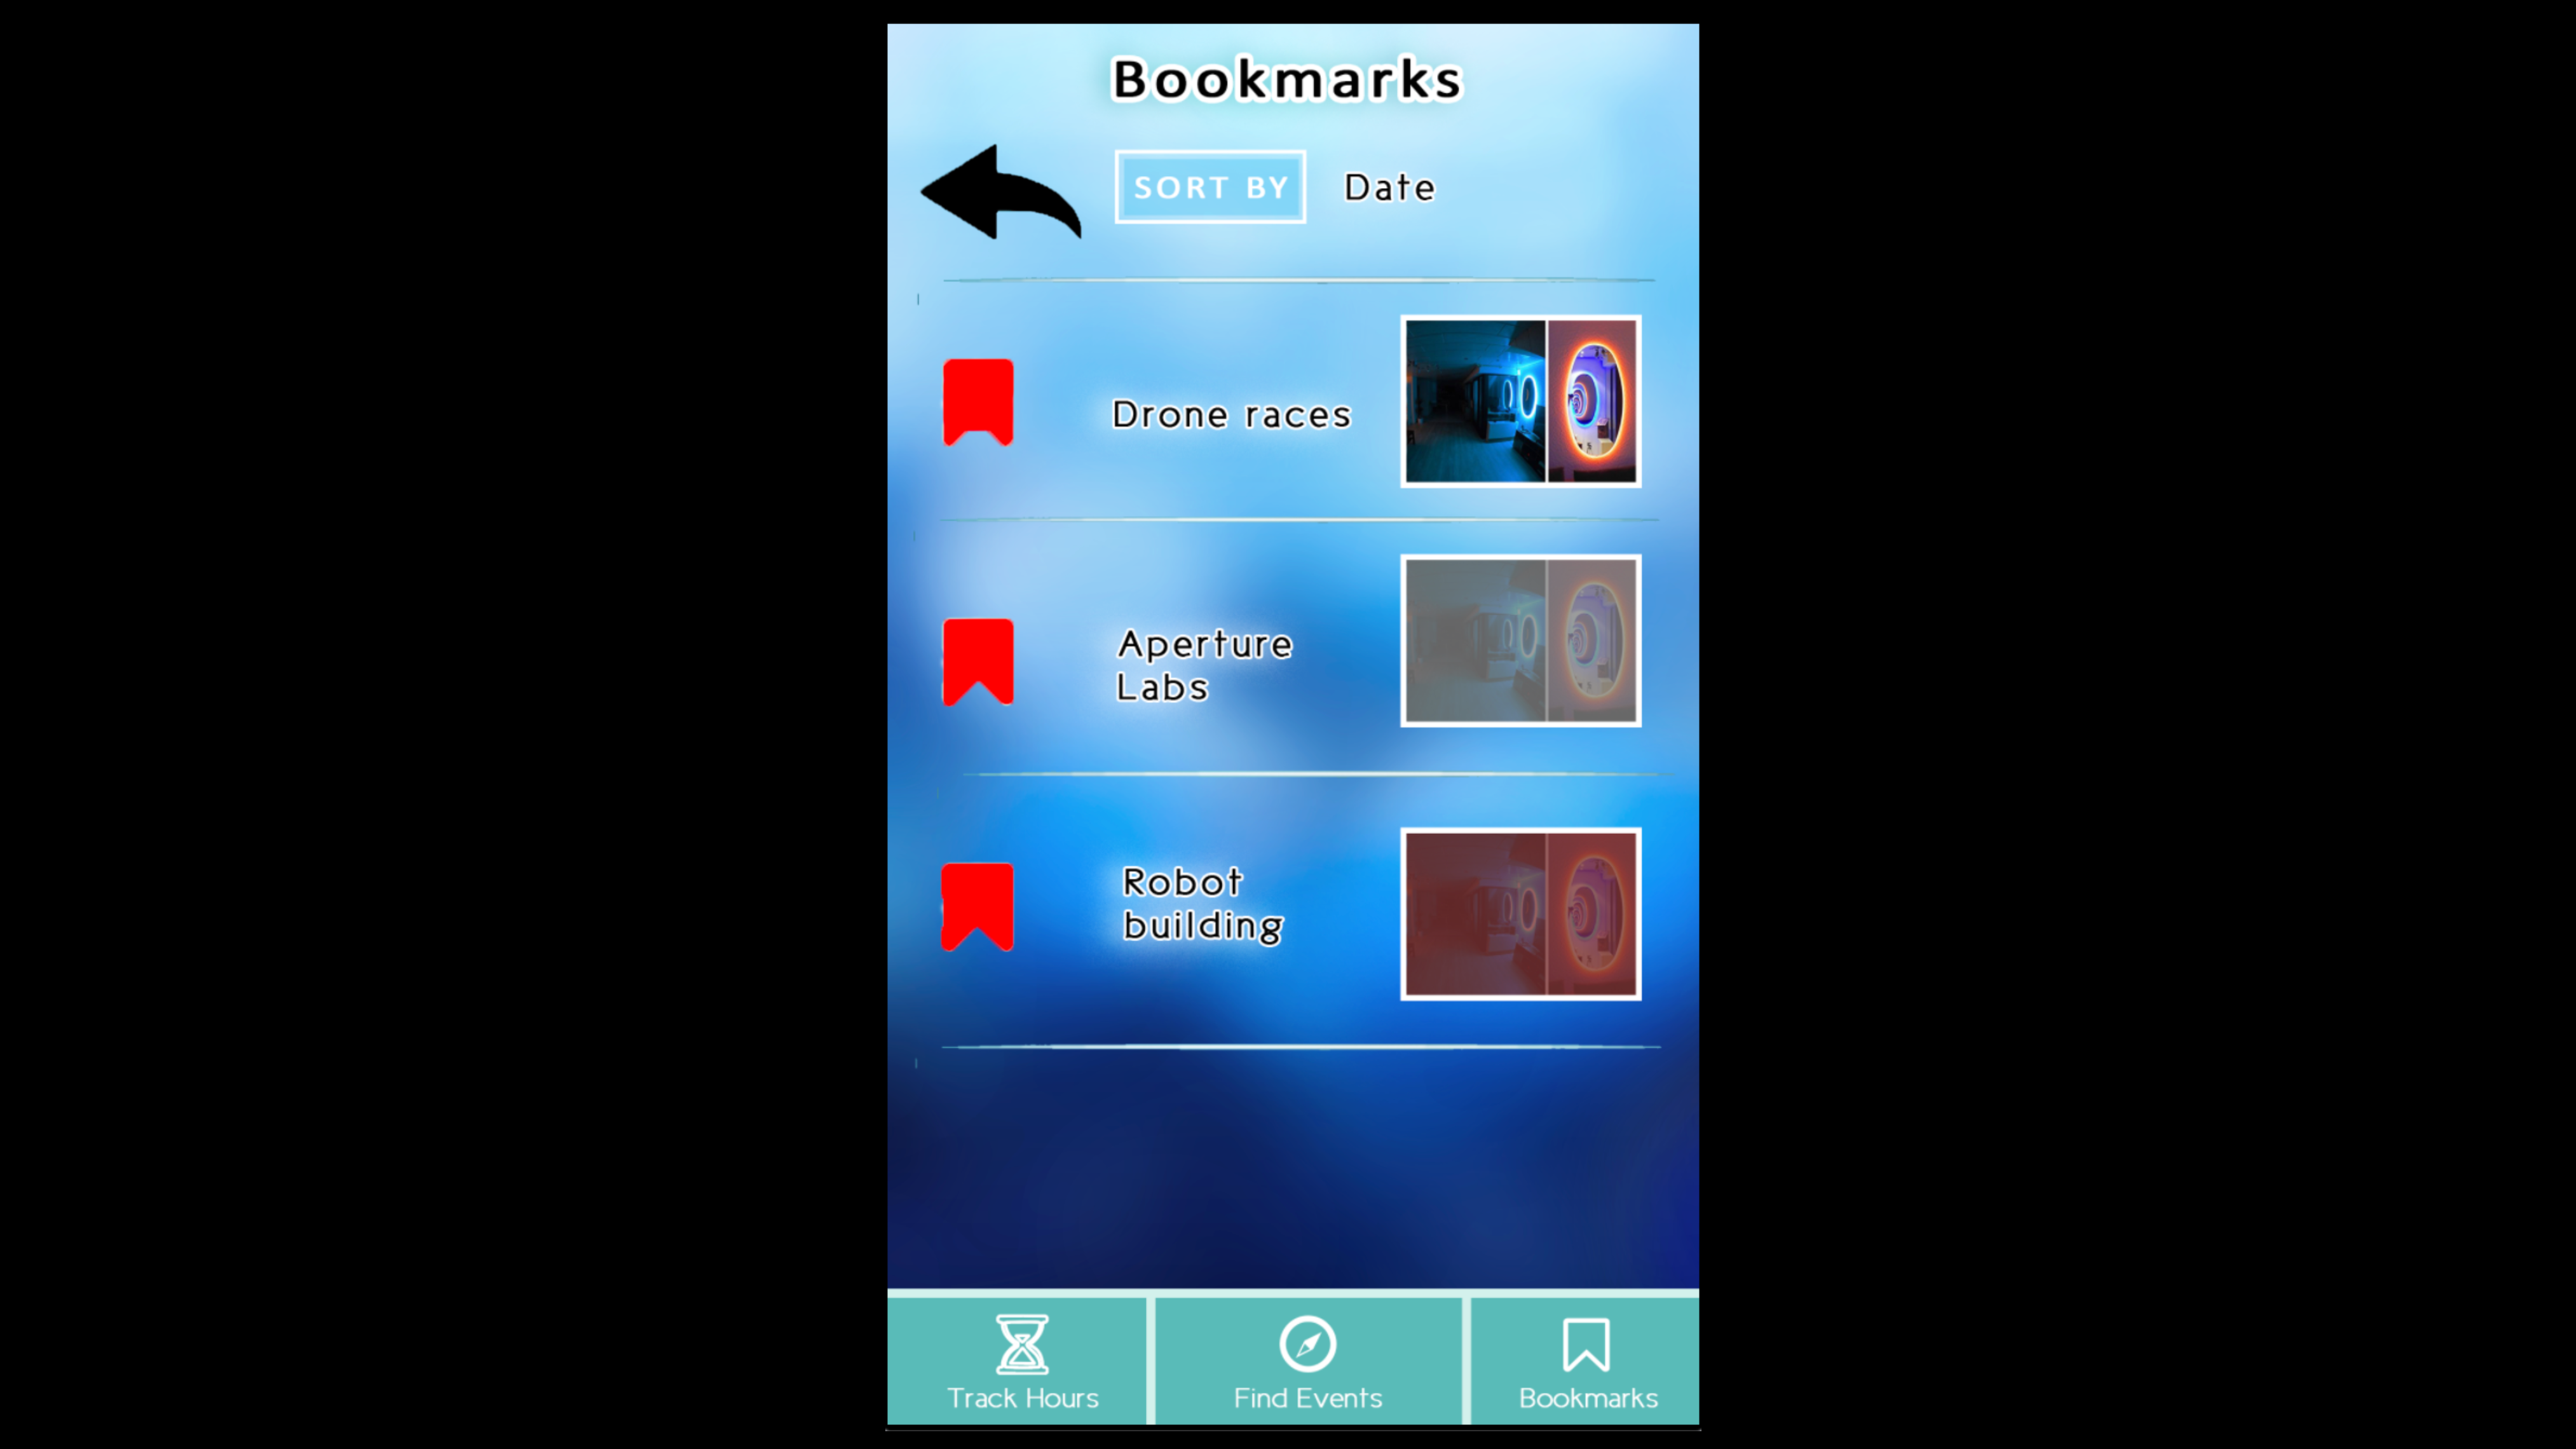 Bookmarks
SORT BY Date
Drone races
Aperture
Labs
Robot
building
Track Hours
Find Events
Bookmarks